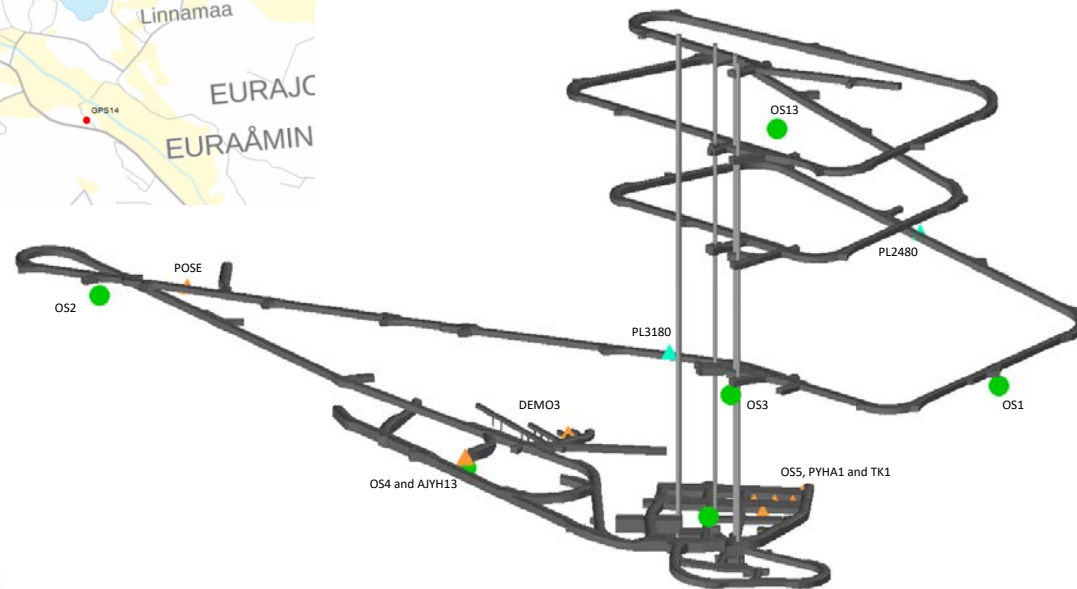 Linnamaa
GPS14
EURAJO
EURAÅMIN
OS13
PL2480
POSE
OS2
PL3180
OS3
OS1
DEMO3
OS4 and AJYH13
OS5, PYHA1 and TK1